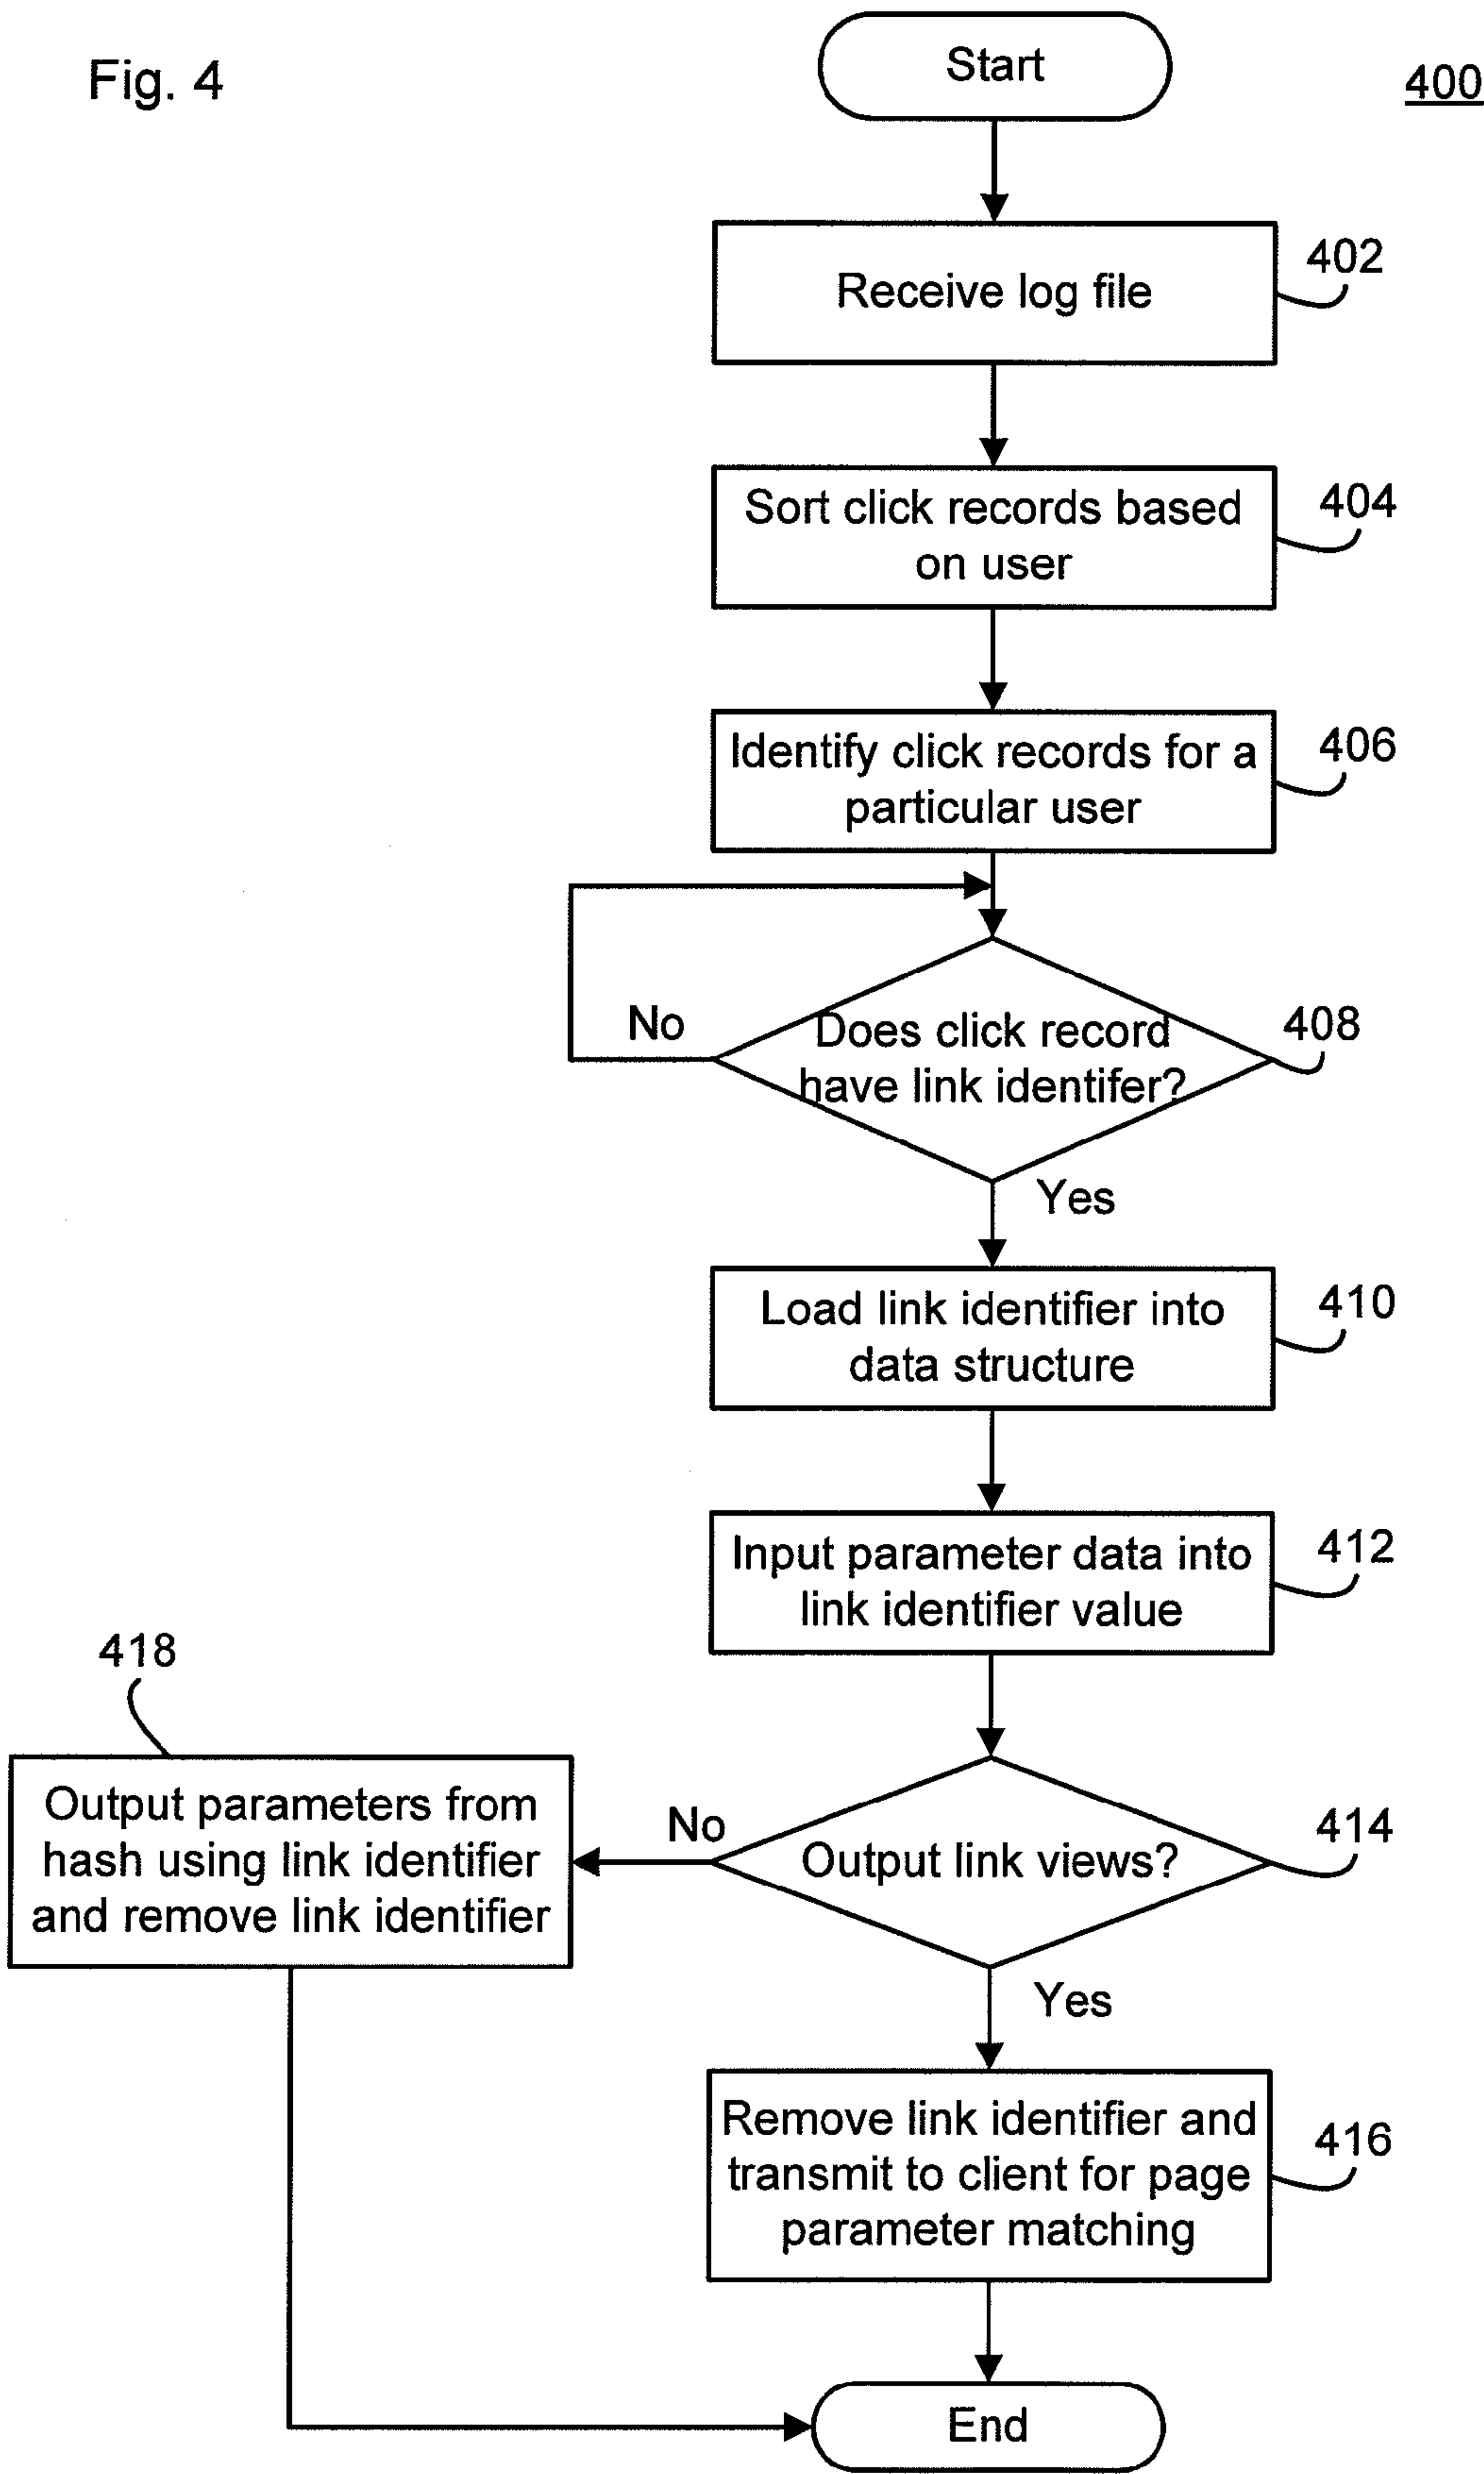 Fig. 4
Start
400
Receive log file
402
Sort click records based
on user
404
Identify click records for a
particular user
406
No
Does click record
have link identifer?
408
Yes
Load link identifier into
data structure
410
Input parameter data into
link identifier value
412
418
Output parameters from
hash using link identifier
and remove link identifier
No
Output link views?
414
Yes
Remove link identifier and
transmit to client for page
parameter matching
416
End